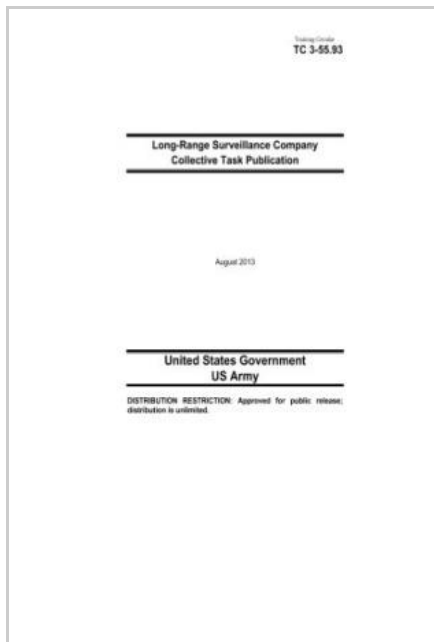 Training Circular
TC 3-55.93
Long-Range Surveillance Company
Collective Task Publication
August 2013
United States Government
US Army
DISTRIBUTION RESTRICTION: Approved for public release;
distribution is unlimited.